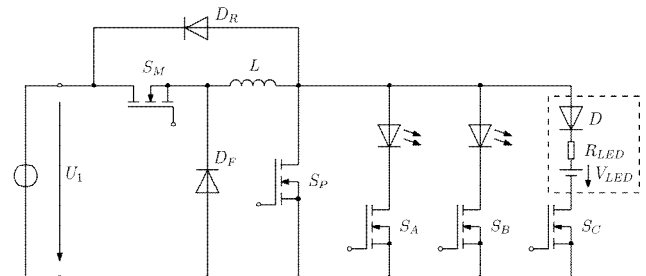 D_R
S_M
L
D
R_LED
V_LED
U_1
D_F
S_P
S_A
S_B
S_C